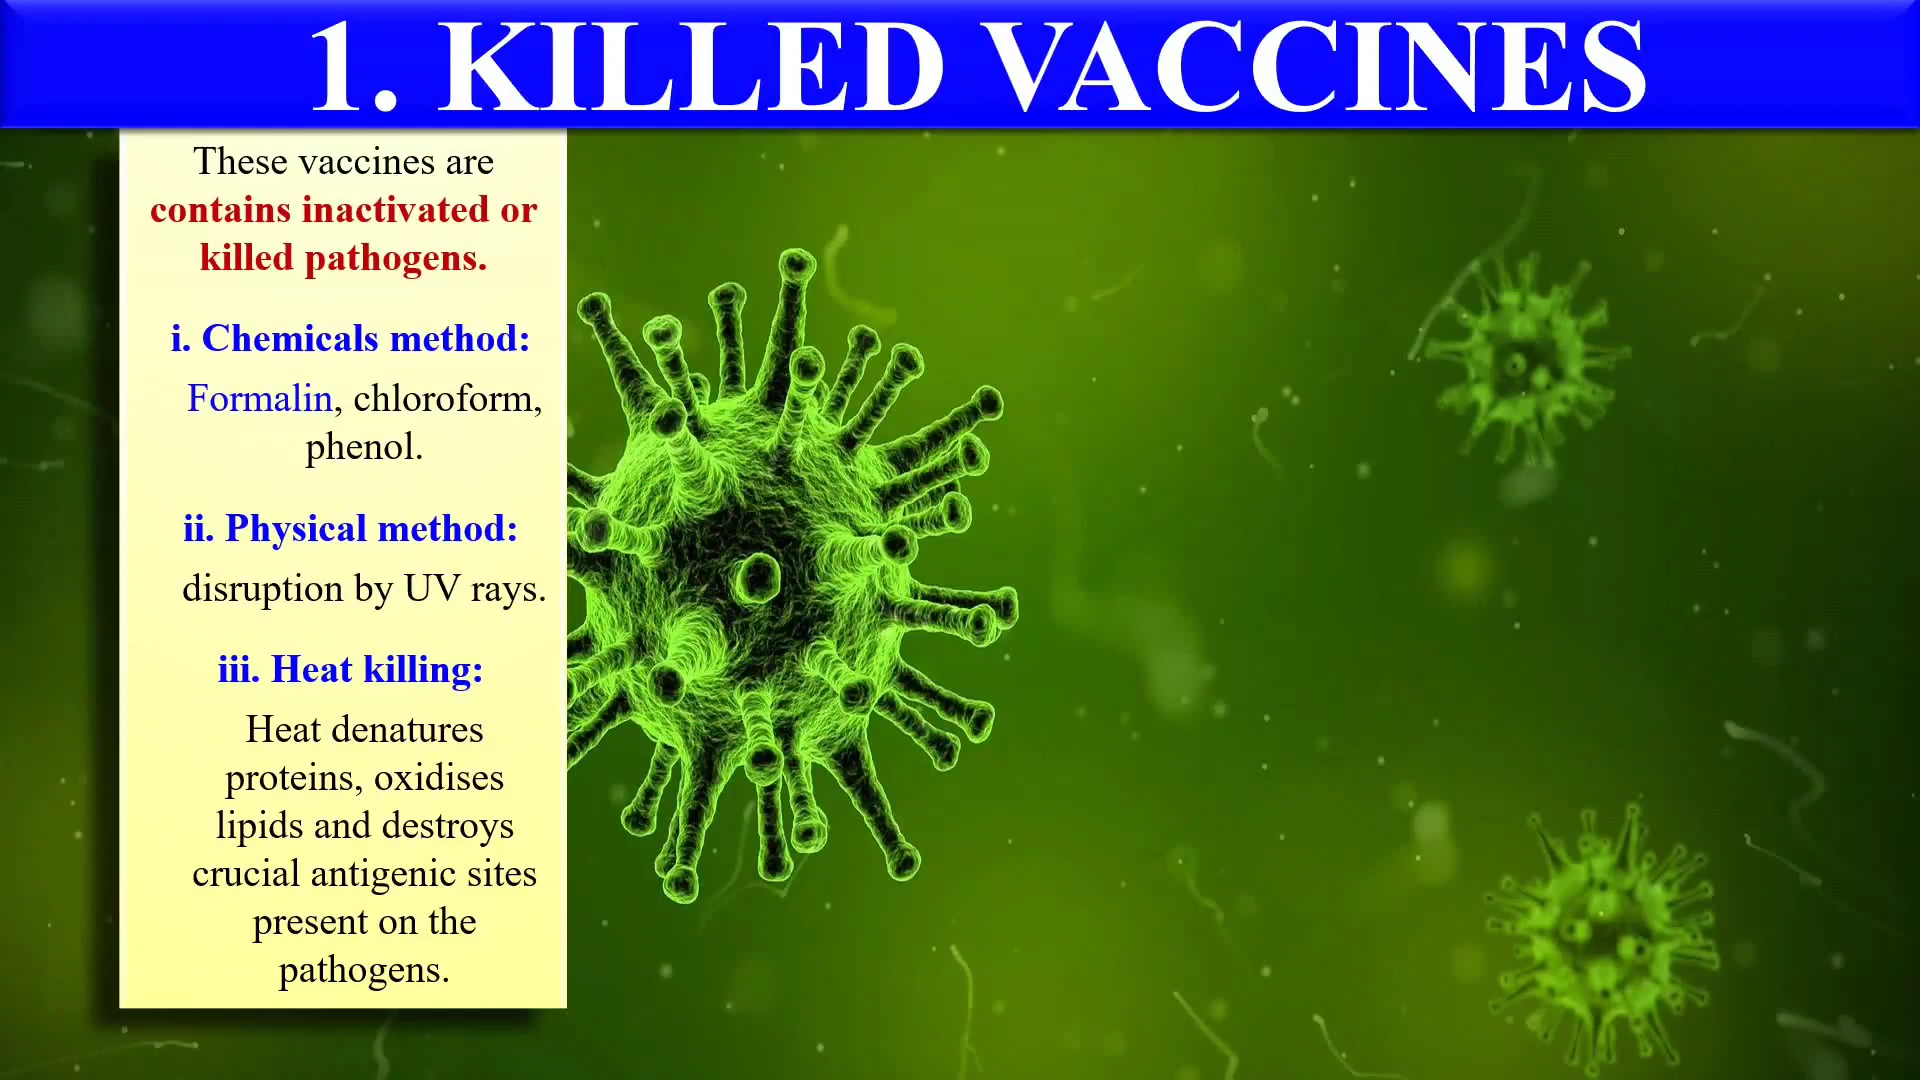 1. KILLED VACCINES
These vaccines are
contains inactivated or
killed pathogens.
i. Chemicals method:
Formalin, chloroform,
phenol.
ii. Physical method:
disruption by UV rays.
iii. Heat killing:
Heat denatures
proteins, oxidises
lipids and destroys
crucial antigenic sites
present on the
pathogens.